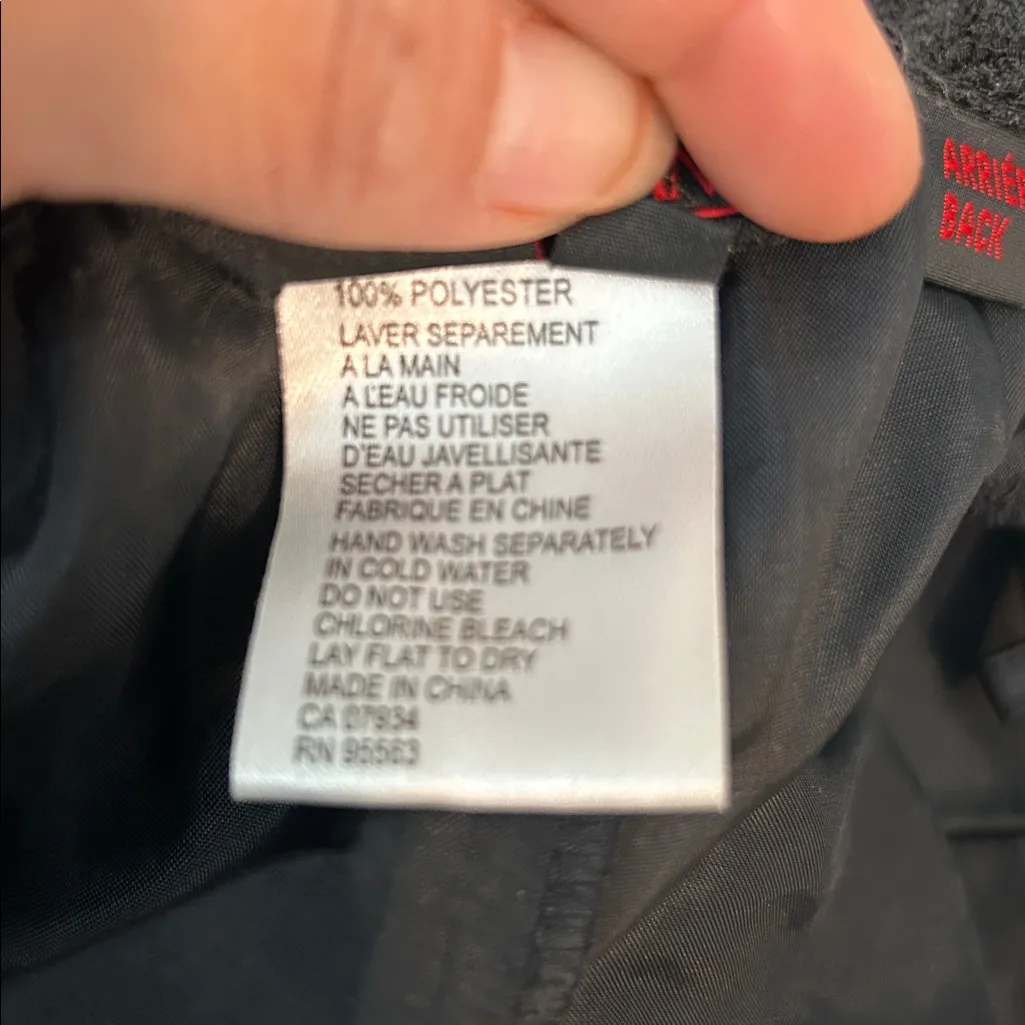 100% POLYESTER
LAVER SEPAREMENT
A LA MAIN
A L'EAU FROIDE
NE PAS UTILISER
D'EAU JAVELLISANTE
SECHER A PLAT
FABRIQUE EN CHINE
HAND WASH SEPARATELY
IN COLD WATER
DO NOT USE
CHLORINE BLEACH
LAY FLAT TO DRY
MADE IN CHINA
CA 07934
RN 95563
BACK